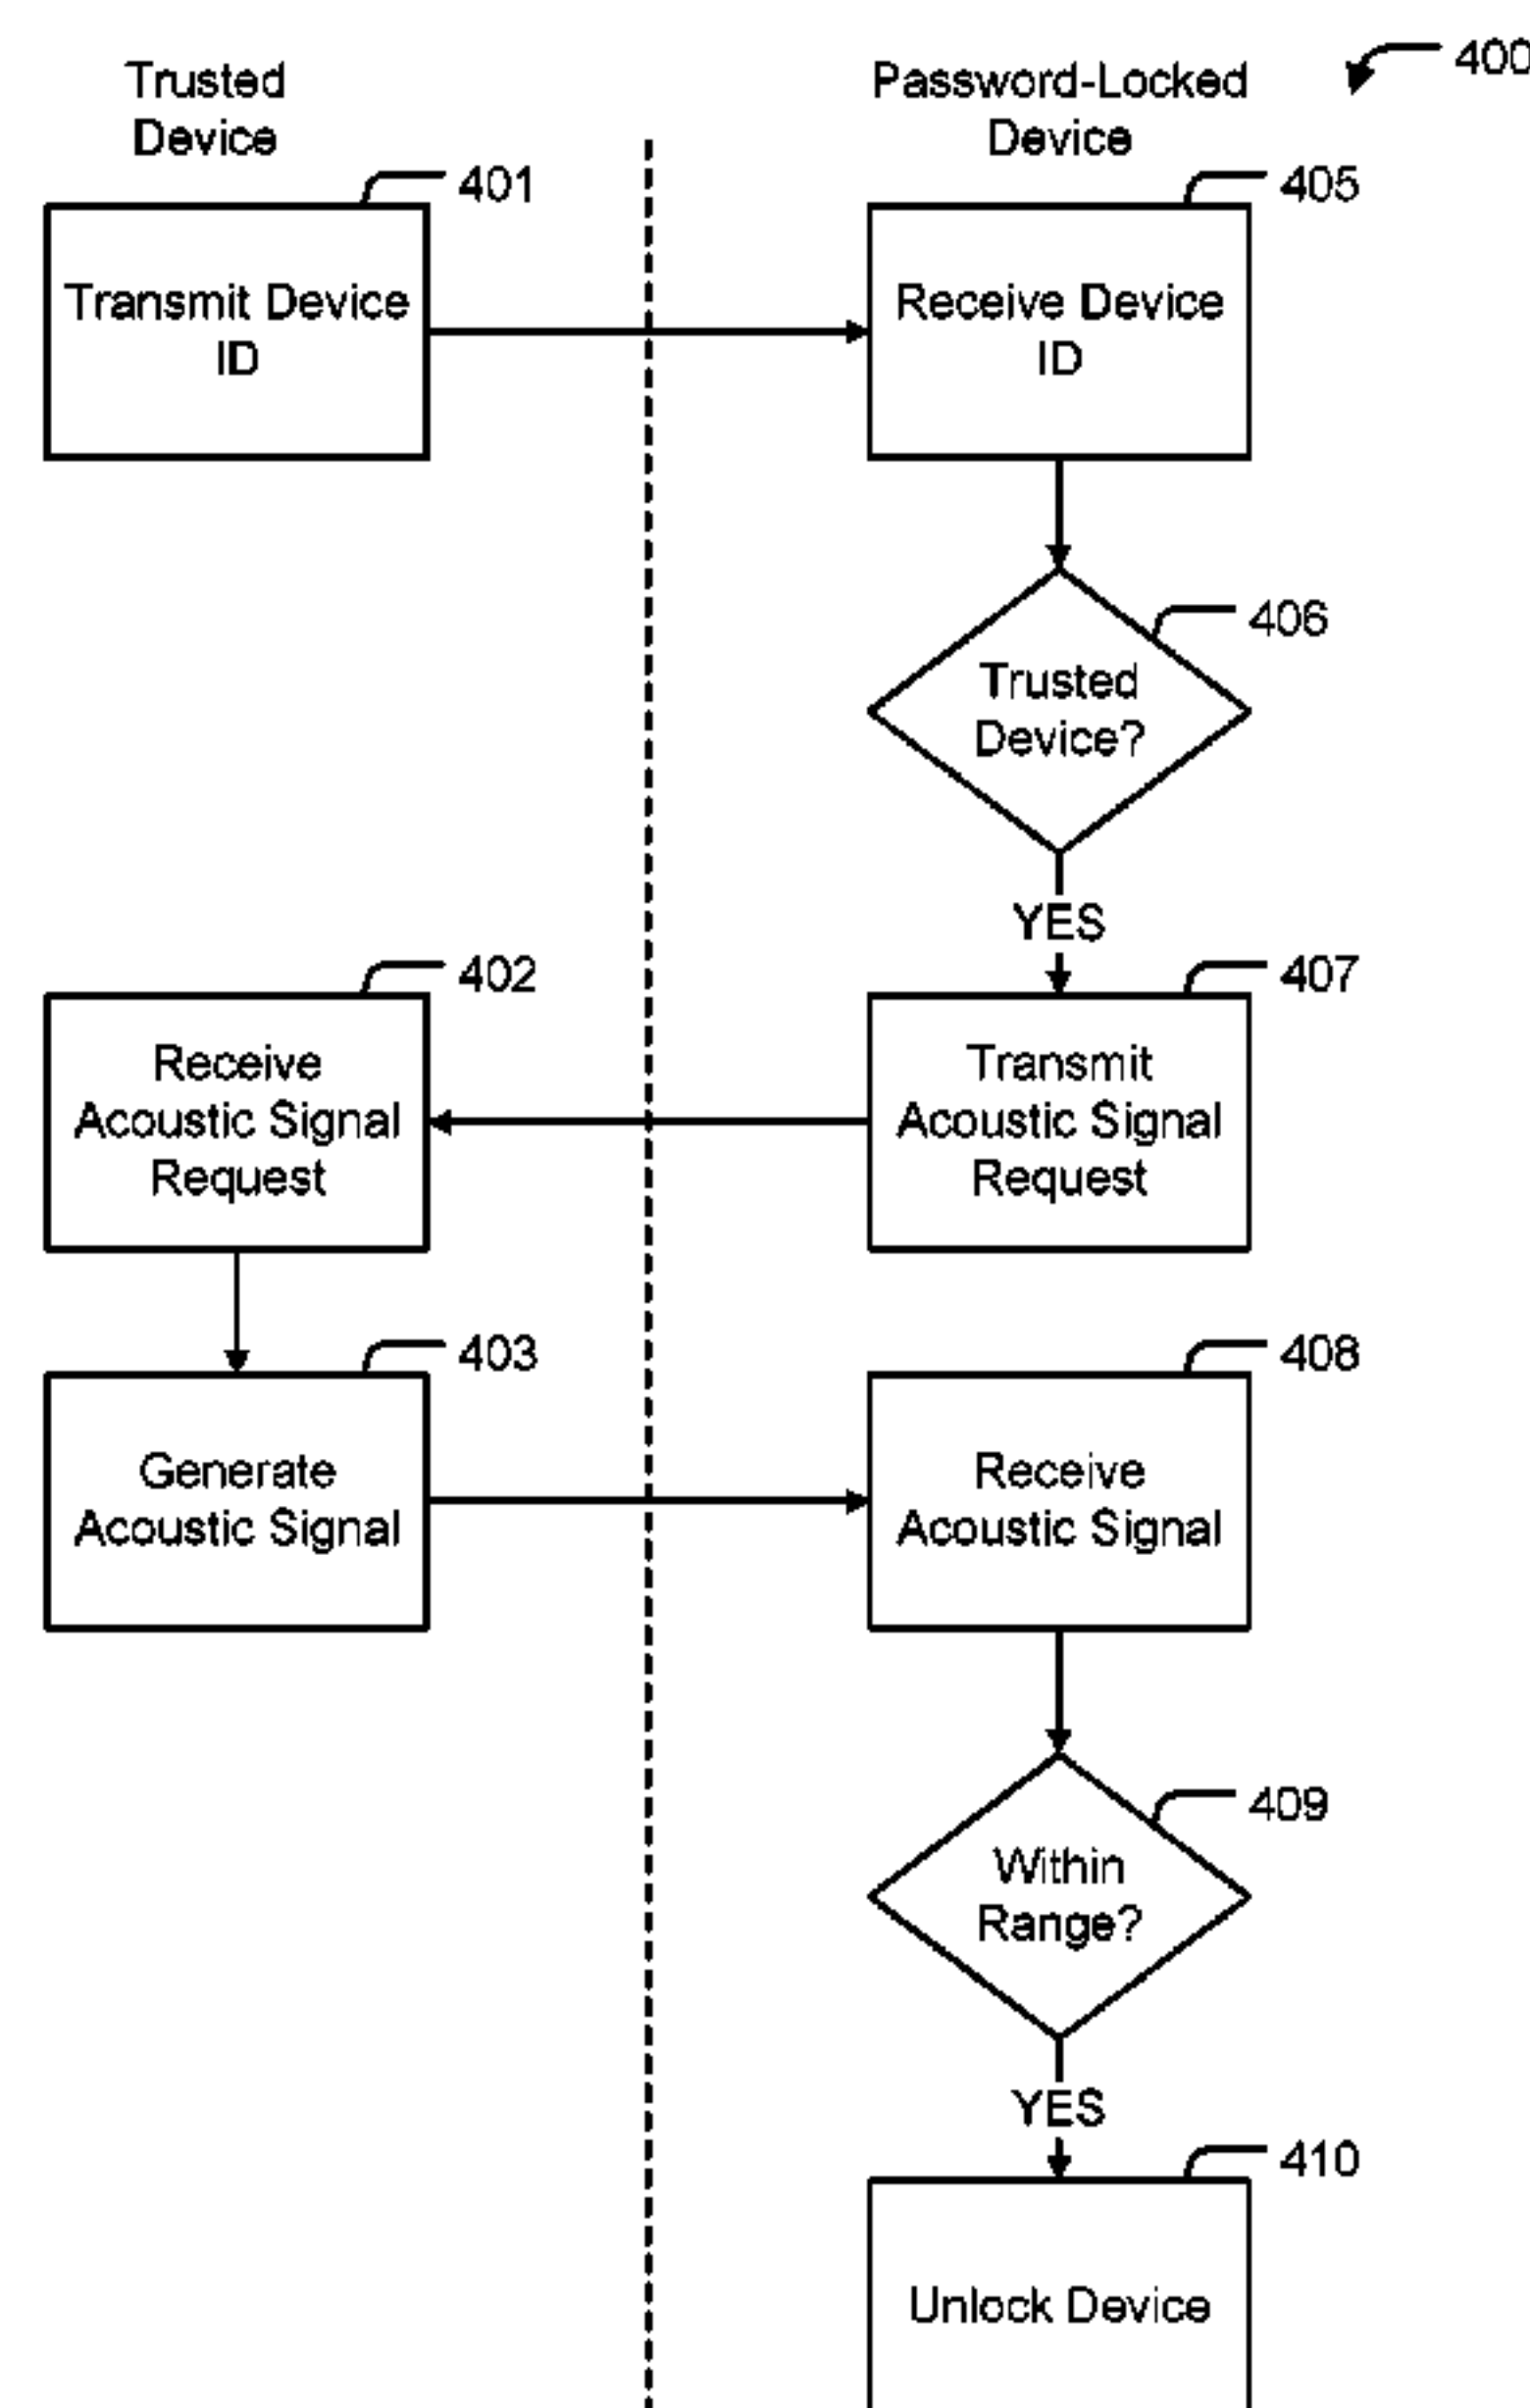 400
Trusted
Device
Password-Locked
Device
401
405
Transmit Device
ID
Receive Device
ID
406
Trusted
Device?
YES
402
407
Receive
Acoustic Signal
Request
Transmit
Acoustic Signal
Request
403
408
Generate
Acoustic Signal
Receive
Acoustic Signal
409
Within
Range?
YES
410
Unlock Device